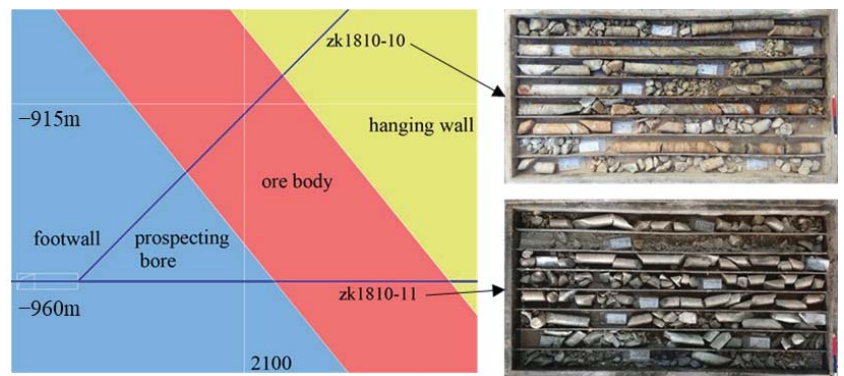 zk1810-10
−915m
hanging wall
ore body
footwall
prospecting
bore
zk1810-11
−960m
2100